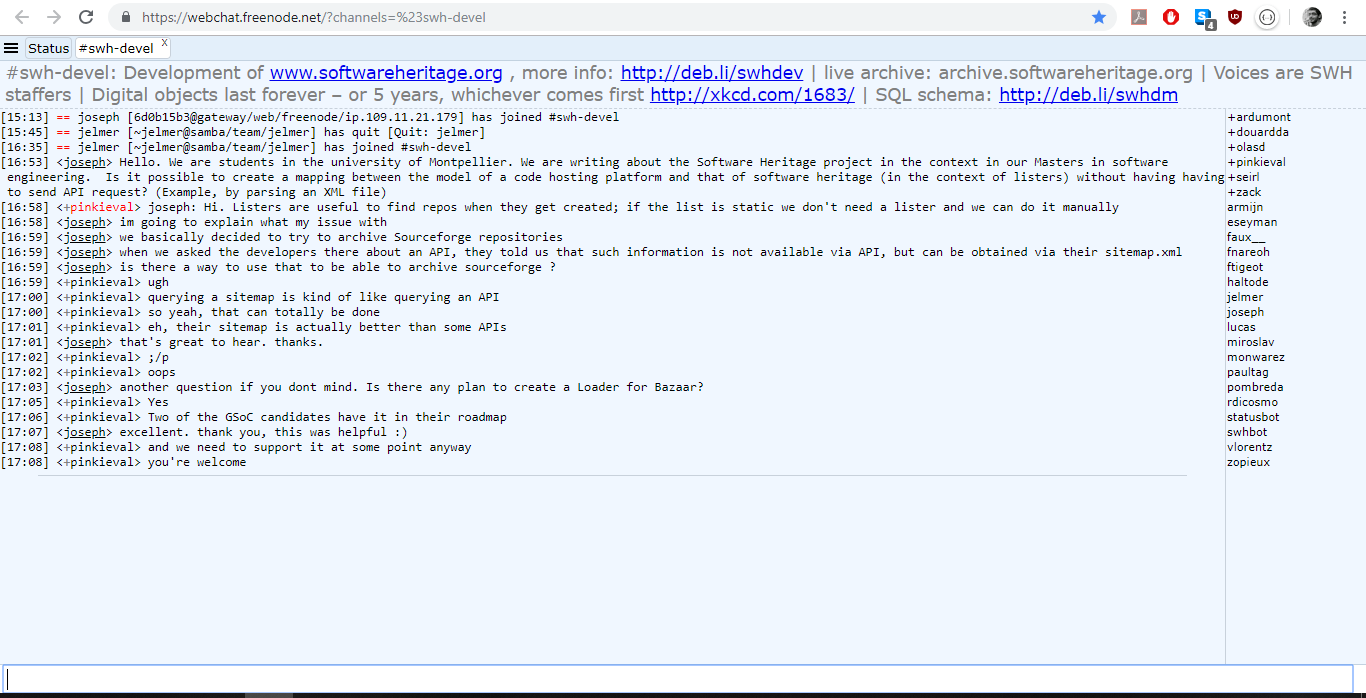 https://webchat.freenode.net/?channels=%23swh-devel
4
Status #swh-devel X
#swh-devel: Development of www.softwareheritage.org , more info: http://deb.li/swhdev | live archive: archive.softwareheritage.org | Voices are SWH
staffers | Digital objects last forever – or 5 years, whichever comes first http://xkcd.com/1683/ | SQL schema: http://deb.li/swhdm
[15:13] == joseph [6d0b15b3@gateway/web/freenode/ip.109.11.21.179] has joined #swh-devel
[15:45] == jelmer [~jelmer@samba/team/jelmer] has quit [Quit: jelmer]
[16:35] == jelmer [~jelmer@samba/team/jelmer] has joined #swh-devel
[16:53] <joseph> Hello. We are students in the university of Montpellier. We are writing about the Software Heritage project in the context in our Masters in software
engineering.  Is it possible to create a mapping between the model of a code hosting platform and that of software heritage (in the context of listers) without having having
to send API request? (Example, by parsing an XML file)
[16:58] <+pinkieval> joseph: Hi. Listers are useful to find repos when they get created; if the list is static we don't need a lister and we can do it manually
[16:58] <joseph> im going to explain what my issue with
[16:59] <joseph> we basically decided to try to archive Sourceforge repositories
[16:59] <joseph> when we asked the developers there about an API, they told us that such information is not available via API, but can be obtained via their sitemap.xml
[16:59] <joseph> is there a way to use that to be able to archive sourceforge ?
[16:59] <+pinkieval> ugh
[17:00] <+pinkieval> querying a sitemap is kind of like querying an API
[17:00] <+pinkieval> so yeah, that can totally be done
[17:01] <+pinkieval> eh, their sitemap is actually better than some APIs
[17:01] <joseph> that's great to hear. thanks.
[17:02] <+pinkieval> ;/p
[17:02] <+pinkieval> oops
[17:03] <joseph> another question if you dont mind. Is there any plan to create a Loader for Bazaar?
[17:05] <+pinkieval> Yes
[17:06] <+pinkieval> Two of the GSoC candidates have it in their roadmap
[17:07] <joseph> excellent. thank you, this was helpful :)
[17:08] <+pinkieval> and we need to support it at some point anyway
[17:08] <+pinkieval> you're welcome
+ardumont
+douardda
+olasd
+pinkieval
+seirl
+zack
armijn
eseyman
faux__
fnareoh
ftigeot
haltode
jelmer
joseph
lucas
miroslav
monwarez
paultag
pombreda
rdicosmo
statusbot
swhbot
vlorentz
zopieux